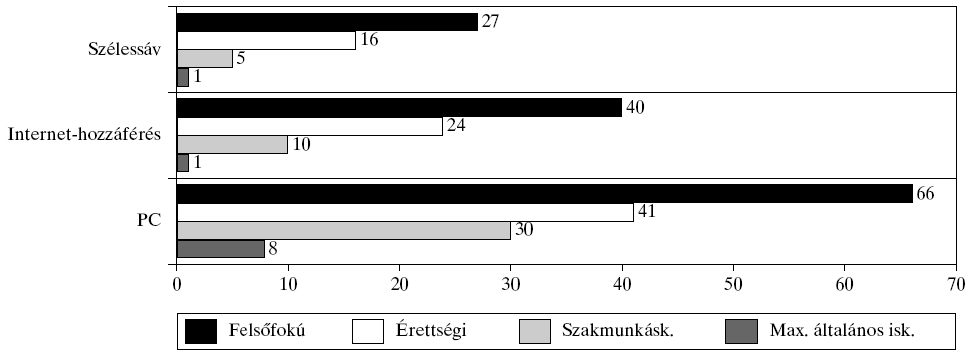 27
Szélessáv
16
5
1
40
Internet-hozzáférés
24
10
1
66
PC
41
30
8
0 10 20 30 40 50 60 70
Felsőfokú Érettségi Szakmunkásk. Max. általános isk.